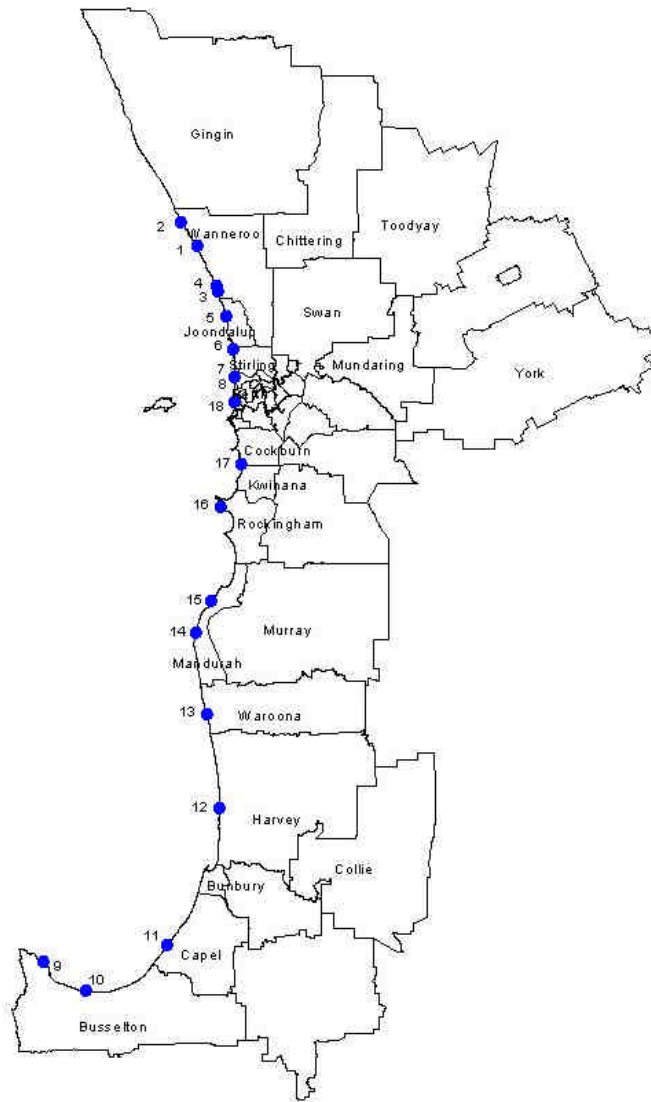 Gingin
2
Wanneroo
Chittering
Toodyay
1
4
3
Swan
5
Joondalup
6
Stirling
Mundaring
7
York
8
18
Cockburn
17
Kwinana
16
Rockingham
15
14
Murray
Mandurah
13
Waroona
12
Harvey
Collie
Bunbury
11
Capel
9
10
Busselton